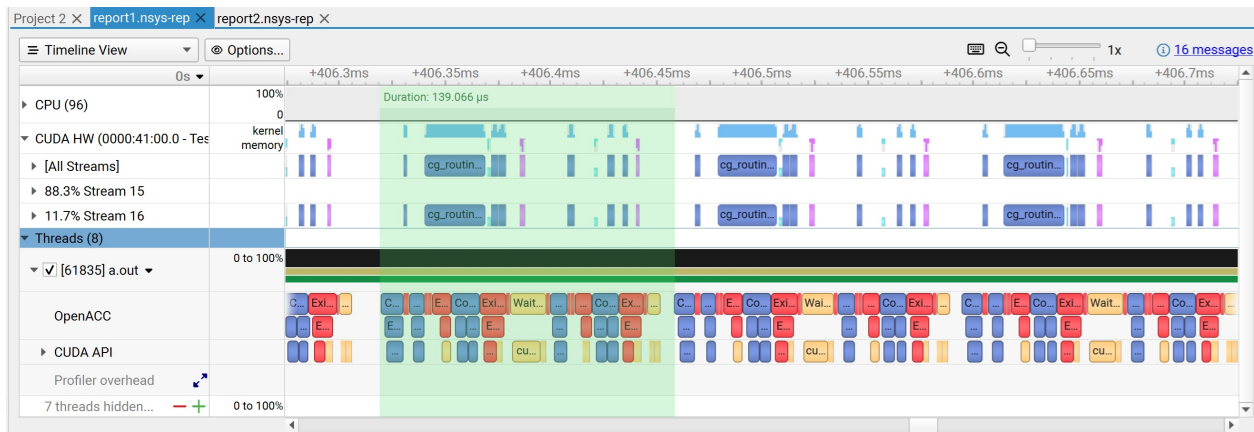 Project 2 × report1.nsys-rep × report2.nsys-rep ×
Timeline View Options... 1x 16 messages
0s +406.3ms +406.35ms +406.4ms +406.45ms +406.5ms +406.55ms +406.6ms +406.65ms +406.7ms
CPU (96) 100% 0 Duration: 139.066 µs
CUDA HW (0000:41:00.0 - Tes kernel memory
[All Streams] cg_routin... cg_routin... cg_routin...
88.3% Stream 15
11.7% Stream 16 cg_routin... cg_routin... cg_routin...
Threads (8)
[61835] a.out 0 to 100%
C... Exi... ... C... ... E... Co... Exi... Wait... ... ... Co... Ex... ... C... ... E... Co... Exi... Wai... ... Co... Exi... ... C... ... E... Co... Exi... Wait... ... ... Co... Ex...
OpenACC ... E... E... ... E... ... E... ... ... E... ... E... ... ... E... ... E...
CUDA API ... ... cu... ... ... ... cu... ... ... cu... ...
Profiler overhead
7 threads hidden... 0 to 100%